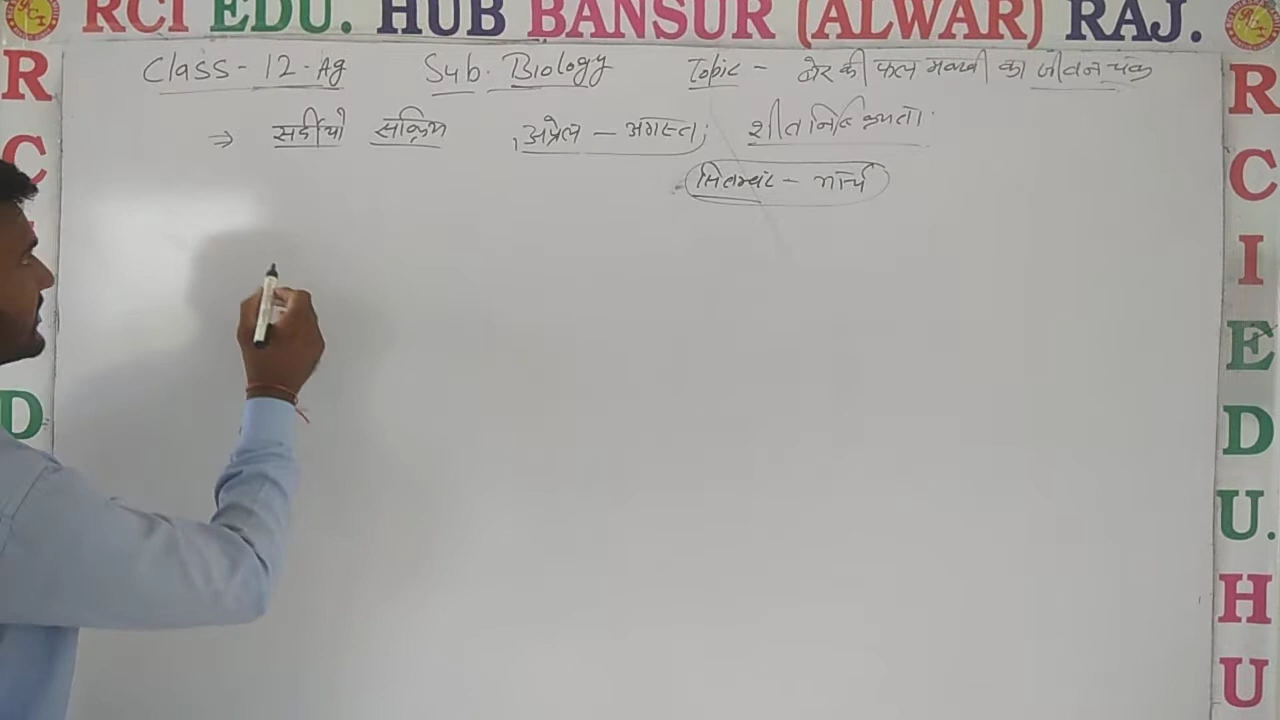 RCI EDU. HUB BANSUR (ALWAR) RAJ.
Class - 12 - Ag Sub. Biology Topic - बेर की फल मक्खी का जीवन चक्र
⇒ सर्दीयो सक्रिय , अप्रेल - अगस्त ; शीत निष्क्रियता
सितम्बर - मार्च
R
C
D
R
C
I
E
D
U.
H
U